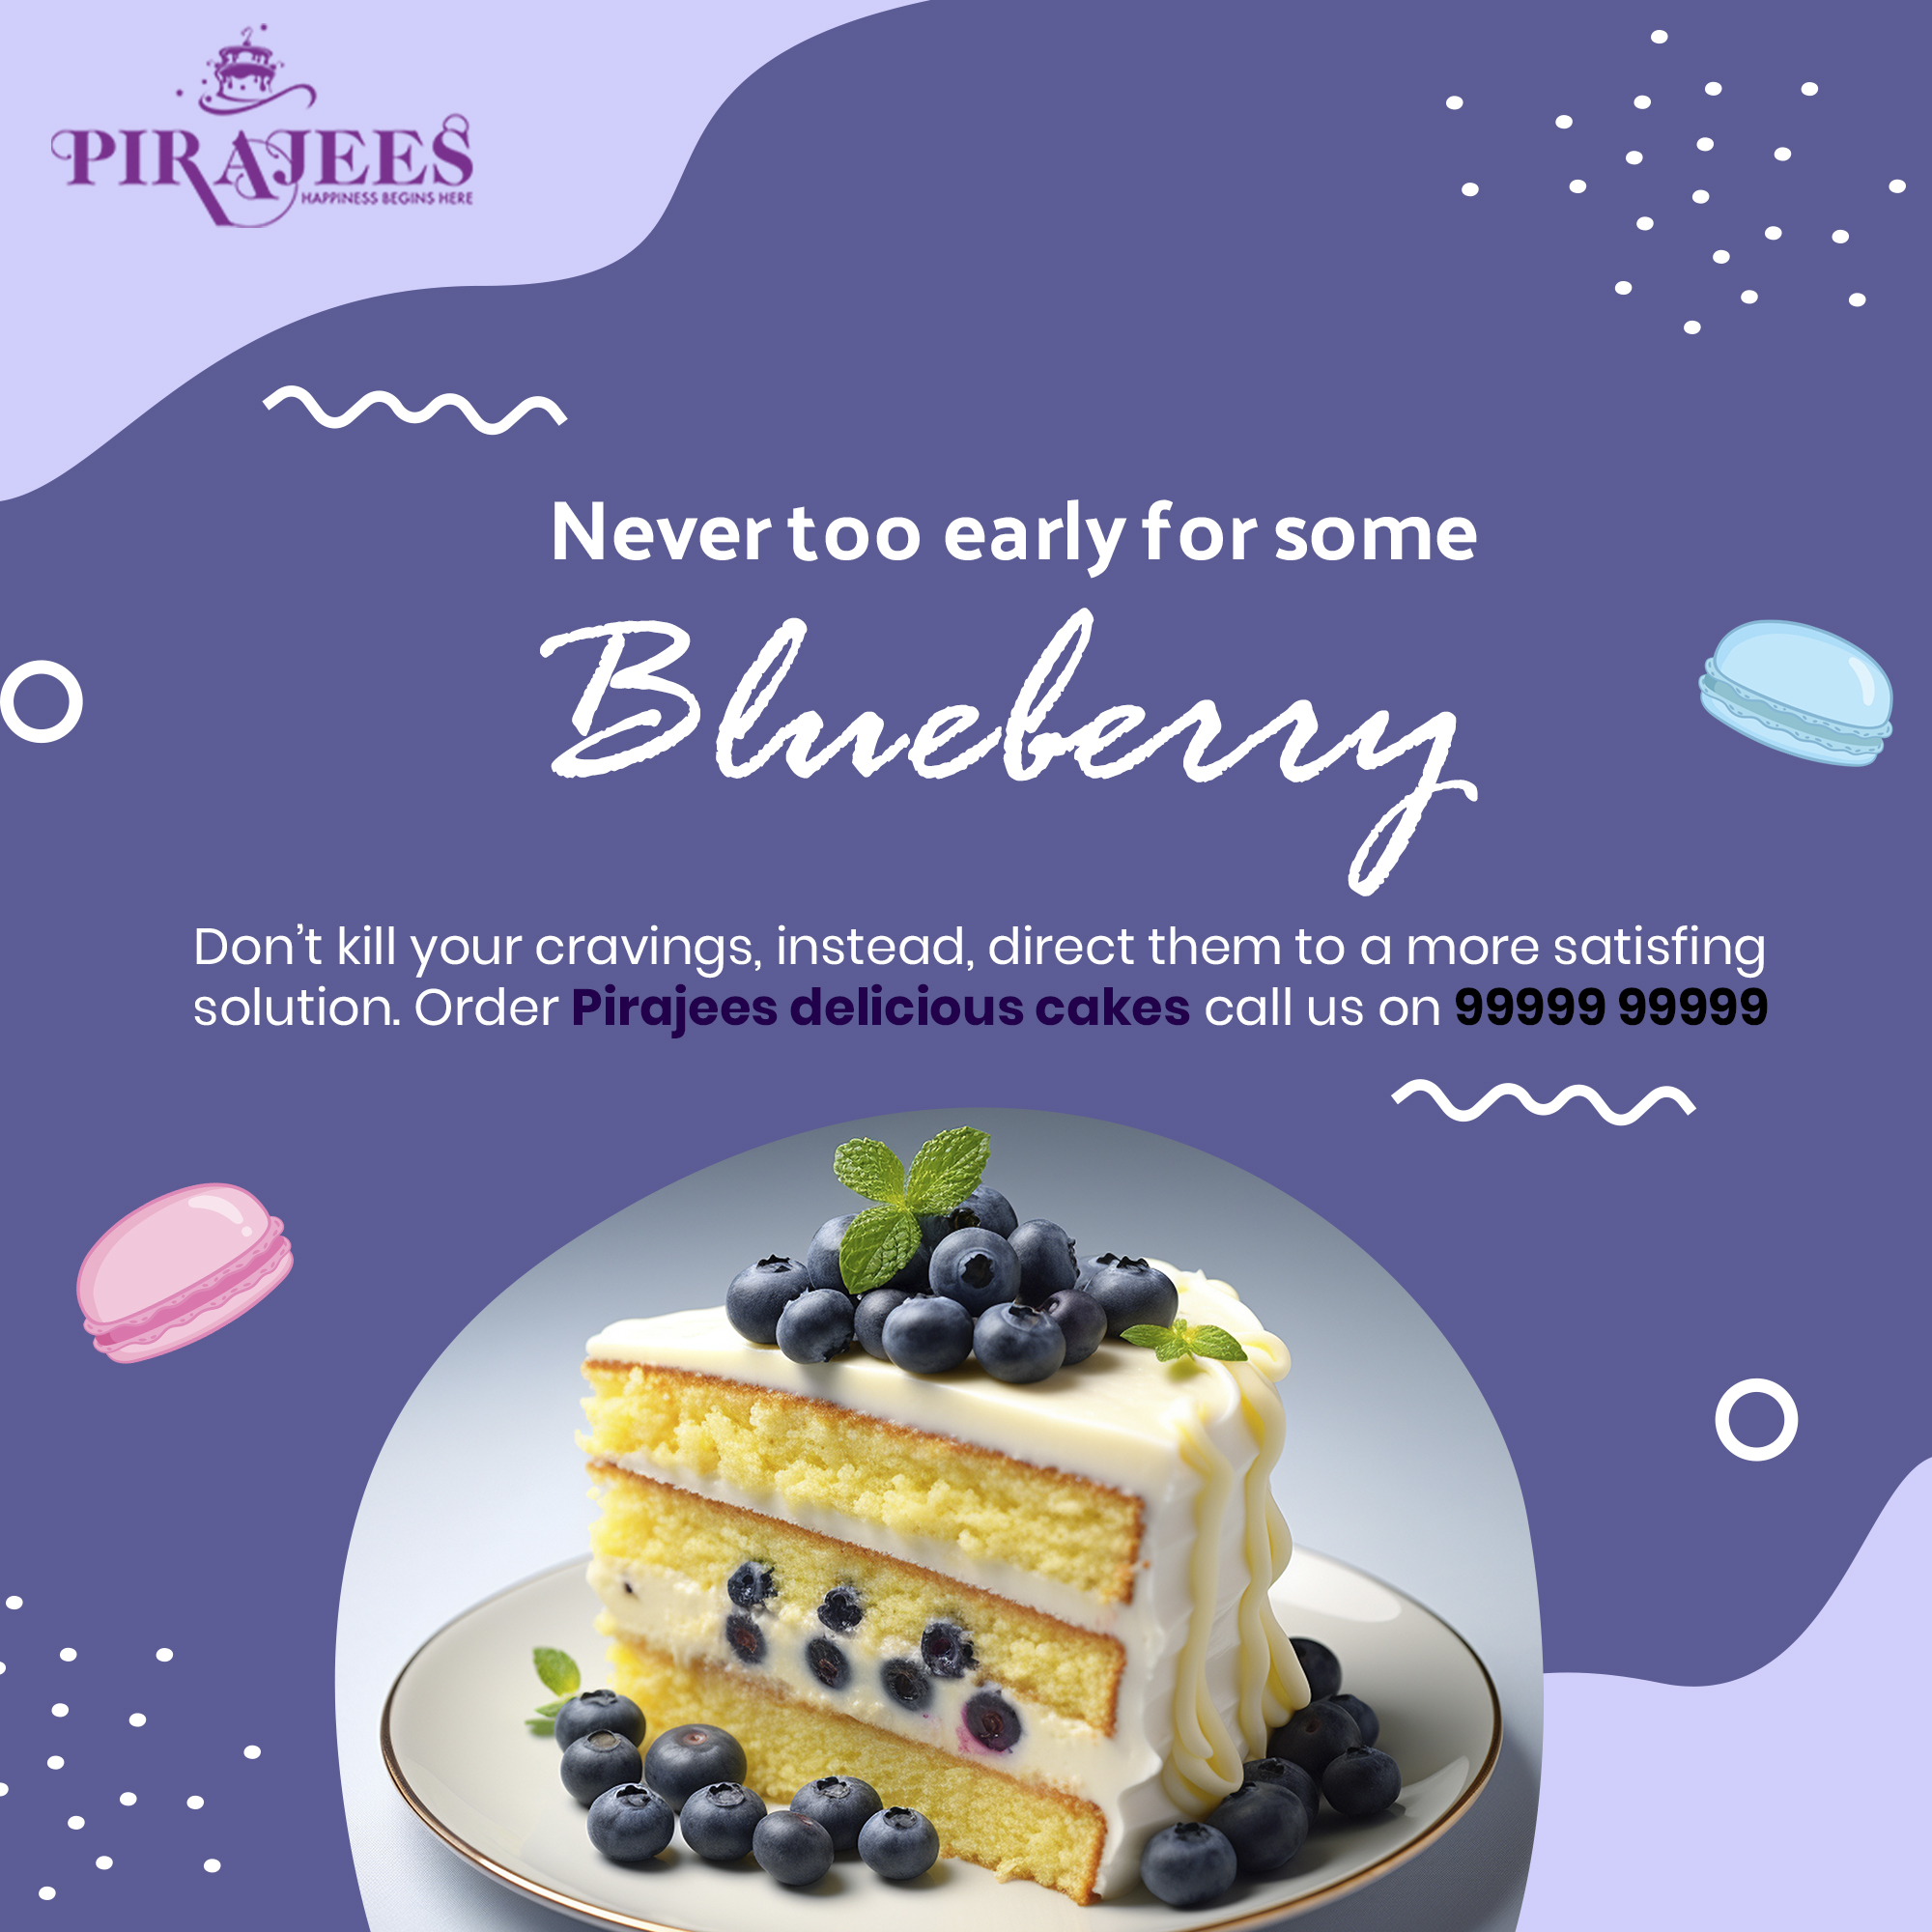 PIRAJEES
HAPPINESS BEGINS HERE
Never too early for some
Blueberry
Don't kill your cravings, instead, direct them to a more satisfing
solution. Order Pirajees delicious cakes call us on 99999 99999